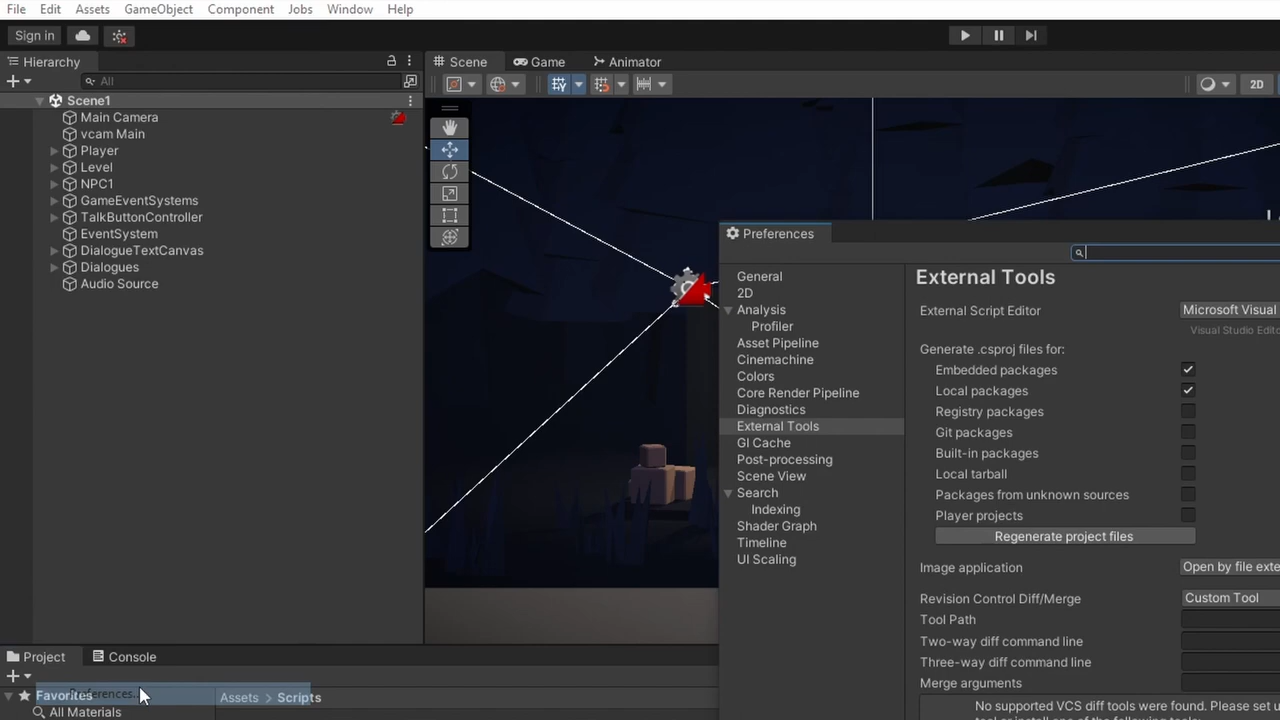 File Edit Assets GameObject Component Jobs Window Help
Sign in
Hierarchy
Scene Game Animator
All
2D
Scene1
Main Camera
vcam Main
Player
Level
NPC1
GameEventSystems
TalkButtonController
EventSystem
DialogueTextCanvas
Dialogues
Audio Source
Preferences
General
2D
Analysis
Profiler
Asset Pipeline
Cinemachine
Colors
Core Render Pipeline
Diagnostics
External Tools
GI Cache
Post-processing
Scene View
Search
Indexing
Shader Graph
Timeline
UI Scaling
External Tools
External Script Editor Microsoft Visual
Visual Studio Edito
Generate .csproj files for:
Embedded packages
Local packages
Registry packages
Git packages
Built-in packages
Local tarball
Packages from unknown sources
Player projects
Regenerate project files
Image application Open by file exte
Revision Control Diff/Merge Custom Tool
Tool Path
Two-way diff command line
Three-way diff command line
Merge arguments
No supported VCS diff tools were found. Please set u
Project Console
Favorites Preferences...
Assets > Scripts
All Materials